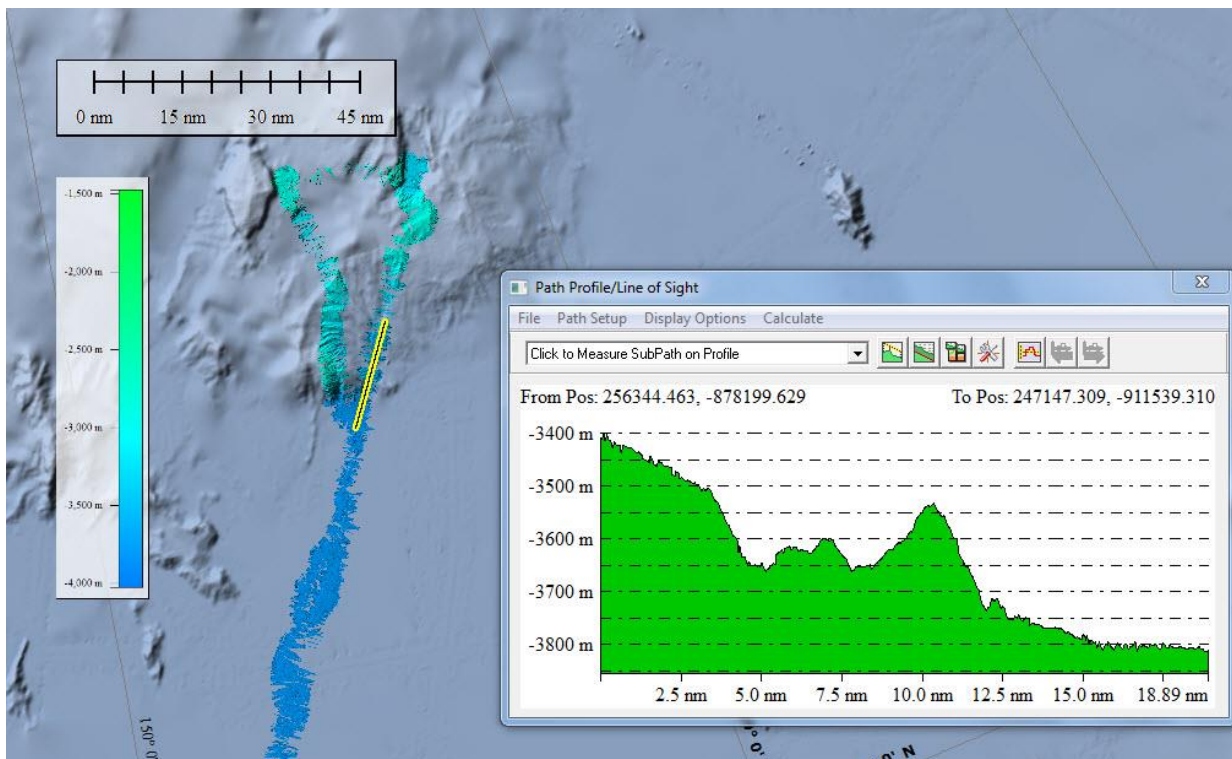 0 nm 15 nm 30 nm 45 nm
-1,500 m
-2,000 m
-2,500 m
-3,000 m
-3,500 m
-4,000 m
Path Profile/Line of Sight
File Path Setup Display Options Calculate
Click to Measure SubPath on Profile
From Pos: 256344.463, -878199.629 To Pos: 247147.309, -911539.310
-3400 m
-3500 m
-3600 m
-3700 m
-3800 m
2.5 nm 5.0 nm 7.5 nm 10.0 nm 12.5 nm 15.0 nm 18.89 nm
150° 0'
0' N